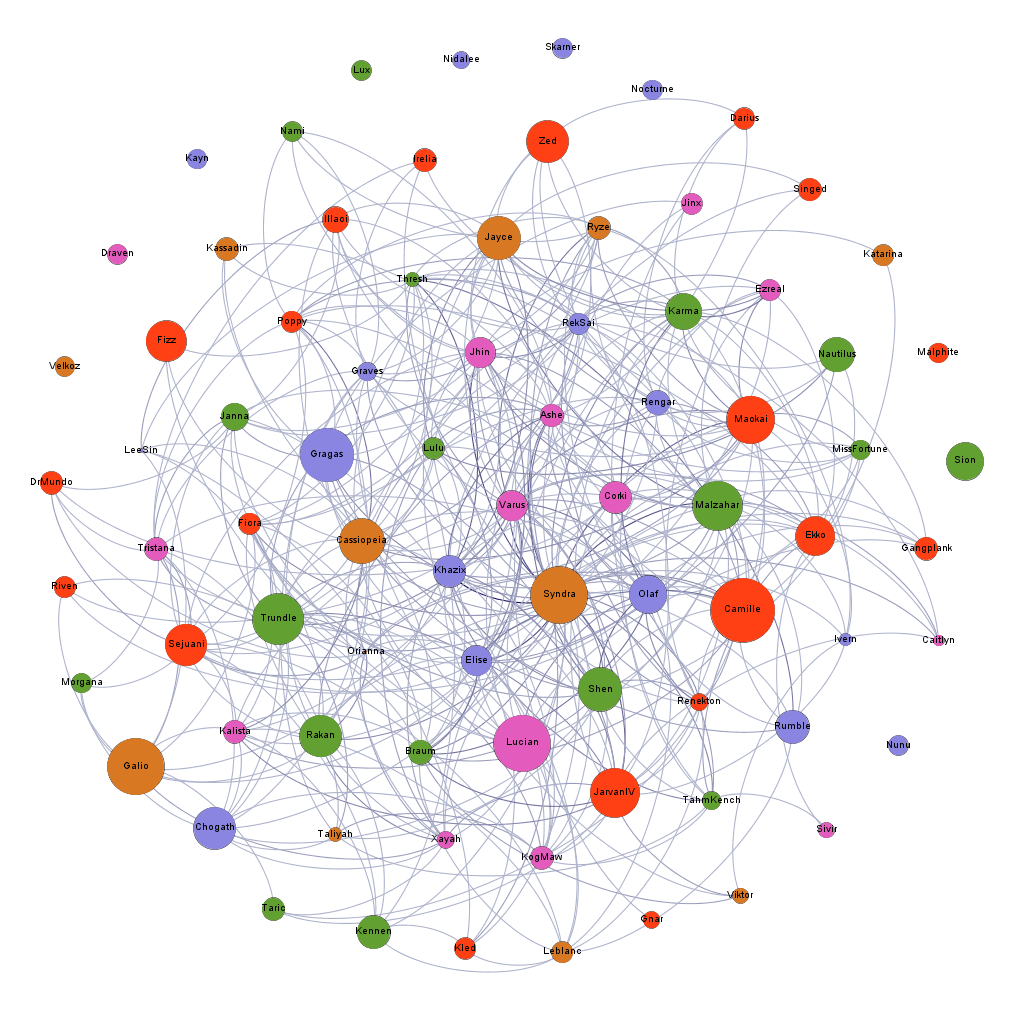 Skarner
Nidalee
Lux
Nocturne
Darius
Nami
Zed
Kayn
Irelia
Singed
Jinx
Illaoi
Ryze
Jayce
Kassadin
Draven
Katarina
Thresh
Ezreal
Karma
Poppy
RekSai
Fizz
Jhin
Malphite
Nautilus
Velkoz
Graves
Rengar
Janna
Ashe
Maokai
LeeSin
Lulu
MissFortune
Gragas
Sion
DrMundo
Corki
Varus
Malzahar
Fiora
Ekko
Cassiopeia
Tristana
Gangplank
Khazix
Riven
Syndra
Olaf
Camille
Trundle
Ivern
Caitlyn
Sejuani
Orianna
Elise
Morgana
Shen
Renekton
Rumble
Kalista
Rakan
Lucian
Nunu
Braum
Galio
JarvanIV
TahmKench
Chogath
Sivir
Taliyah
Xayah
KogMaw
Viktor
Taric
Gnar
Kennen
Kled
Leblanc